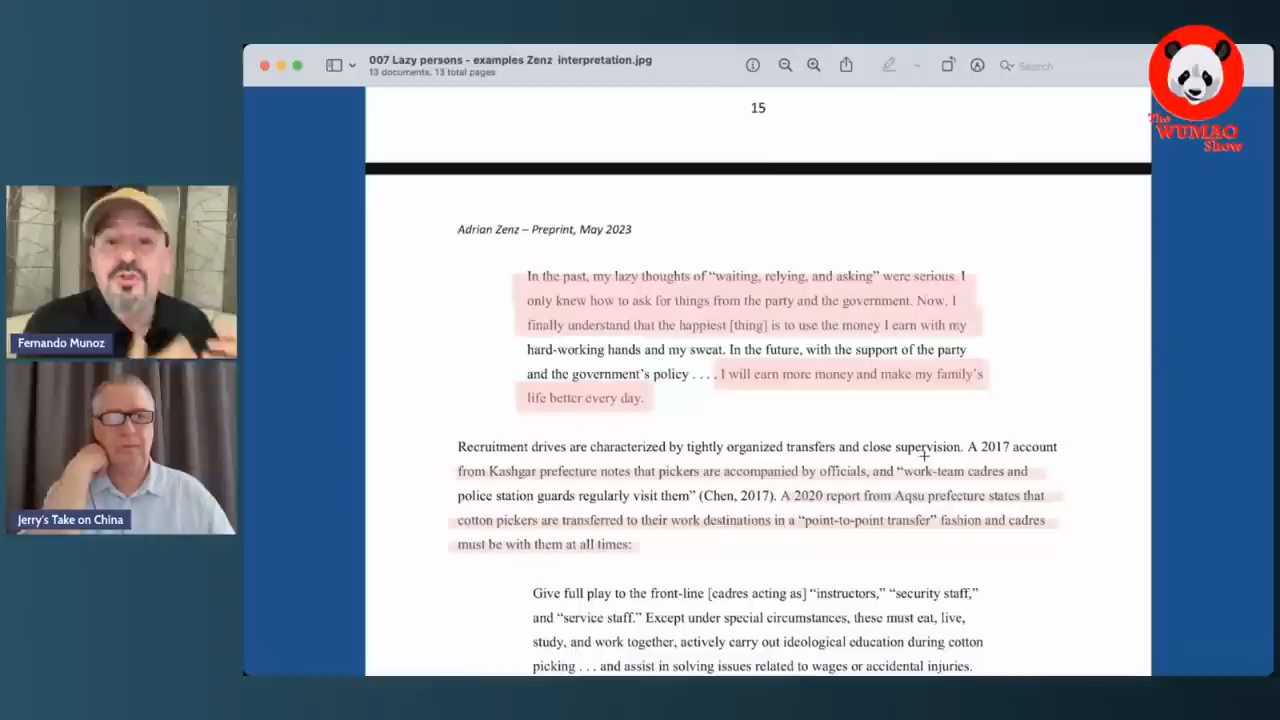 007 Lazy persons - examples Zenz interpretation.jpg
13 documents, 13 total pages
Search
The
WUMAO
Show
15
Adrian Zenz – Preprint, May 2023
In the past, my lazy thoughts of “waiting, relying, and asking” were serious. I
only knew how to ask for things from the party and the government. Now, I
finally understand that the happiest [thing] is to use the money I earn with my
hard-working hands and my sweat. In the future, with the support of the party
and the government’s policy . . . . I will earn more money and make my family’s
life better every day.
Recruitment drives are characterized by tightly organized transfers and close supervision. A 2017 account
from Kashgar prefecture notes that pickers are accompanied by officials, and “work-team cadres and
police station guards regularly visit them” (Chen, 2017). A 2020 report from Aqsu prefecture states that
cotton pickers are transferred to their work destinations in a “point-to-point transfer” fashion and cadres
must be with them at all times:
Give full play to the front-line [cadres acting as] “instructors,” “security staff,”
and “service staff.” Except under special circumstances, these must eat, live,
study, and work together, actively carry out ideological education during cotton
picking . . . and assist in solving issues related to wages or accidental injuries.
Fernando Munoz
Jerry's Take on China